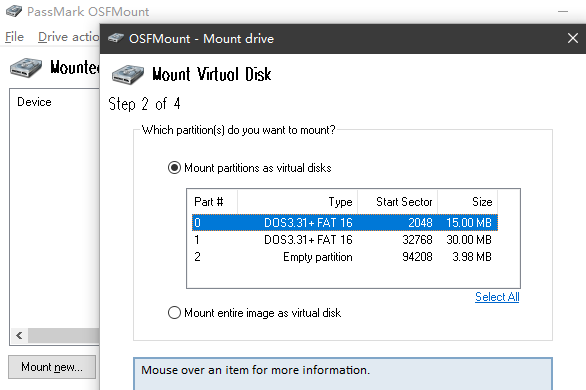 PassMark OSFMount
File Drive actio
OSFMount - Mount drive
Mounted
Mount Virtual Disk
Device
Step 2 of 4
Which partition(s) do you want to mount?
Mount partitions as virtual disks
Part # Type Start Sector Size
0 DOS3.31+ FAT 16 2048 15.00 MB
1 DOS3.31+ FAT 16 32768 30.00 MB
2 Empty partition 94208 3.98 MB
Select All
Mount entire image as virtual disk
Mount new...
Mouse over an item for more information.